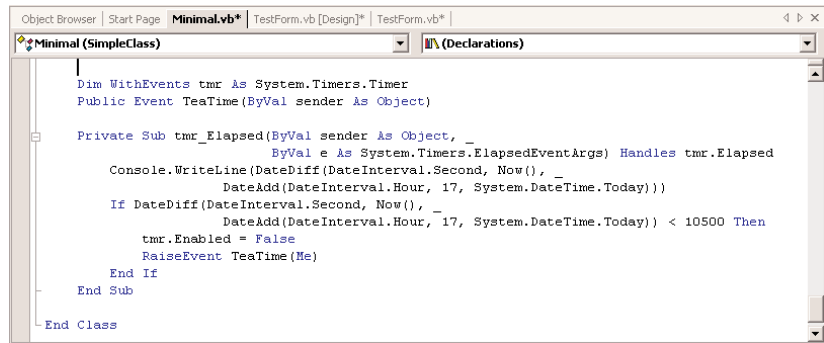 Object Browser | Start Page | Minimal.vb* | TestForm.vb [Design]* | TestForm.vb*
Minimal (SimpleClass) (Declarations)
Dim WithEvents tmr As System.Timers.Timer
Public Event TeaTime(ByVal sender As Object)
Private Sub tmr_Elapsed(ByVal sender As Object, _
ByVal e As System.Timers.ElapsedEventArgs) Handles tmr.Elapsed
Console.WriteLine(DateDiff(DateInterval.Second, Now(), _
DateAdd(DateInterval.Hour, 17, System.DateTime.Today)))
If DateDiff(DateInterval.Second, Now(), _
DateAdd(DateInterval.Hour, 17, System.DateTime.Today)) < 10500 Then
tmr.Enabled = False
RaiseEvent TeaTime(Me)
End If
End Sub
End Class